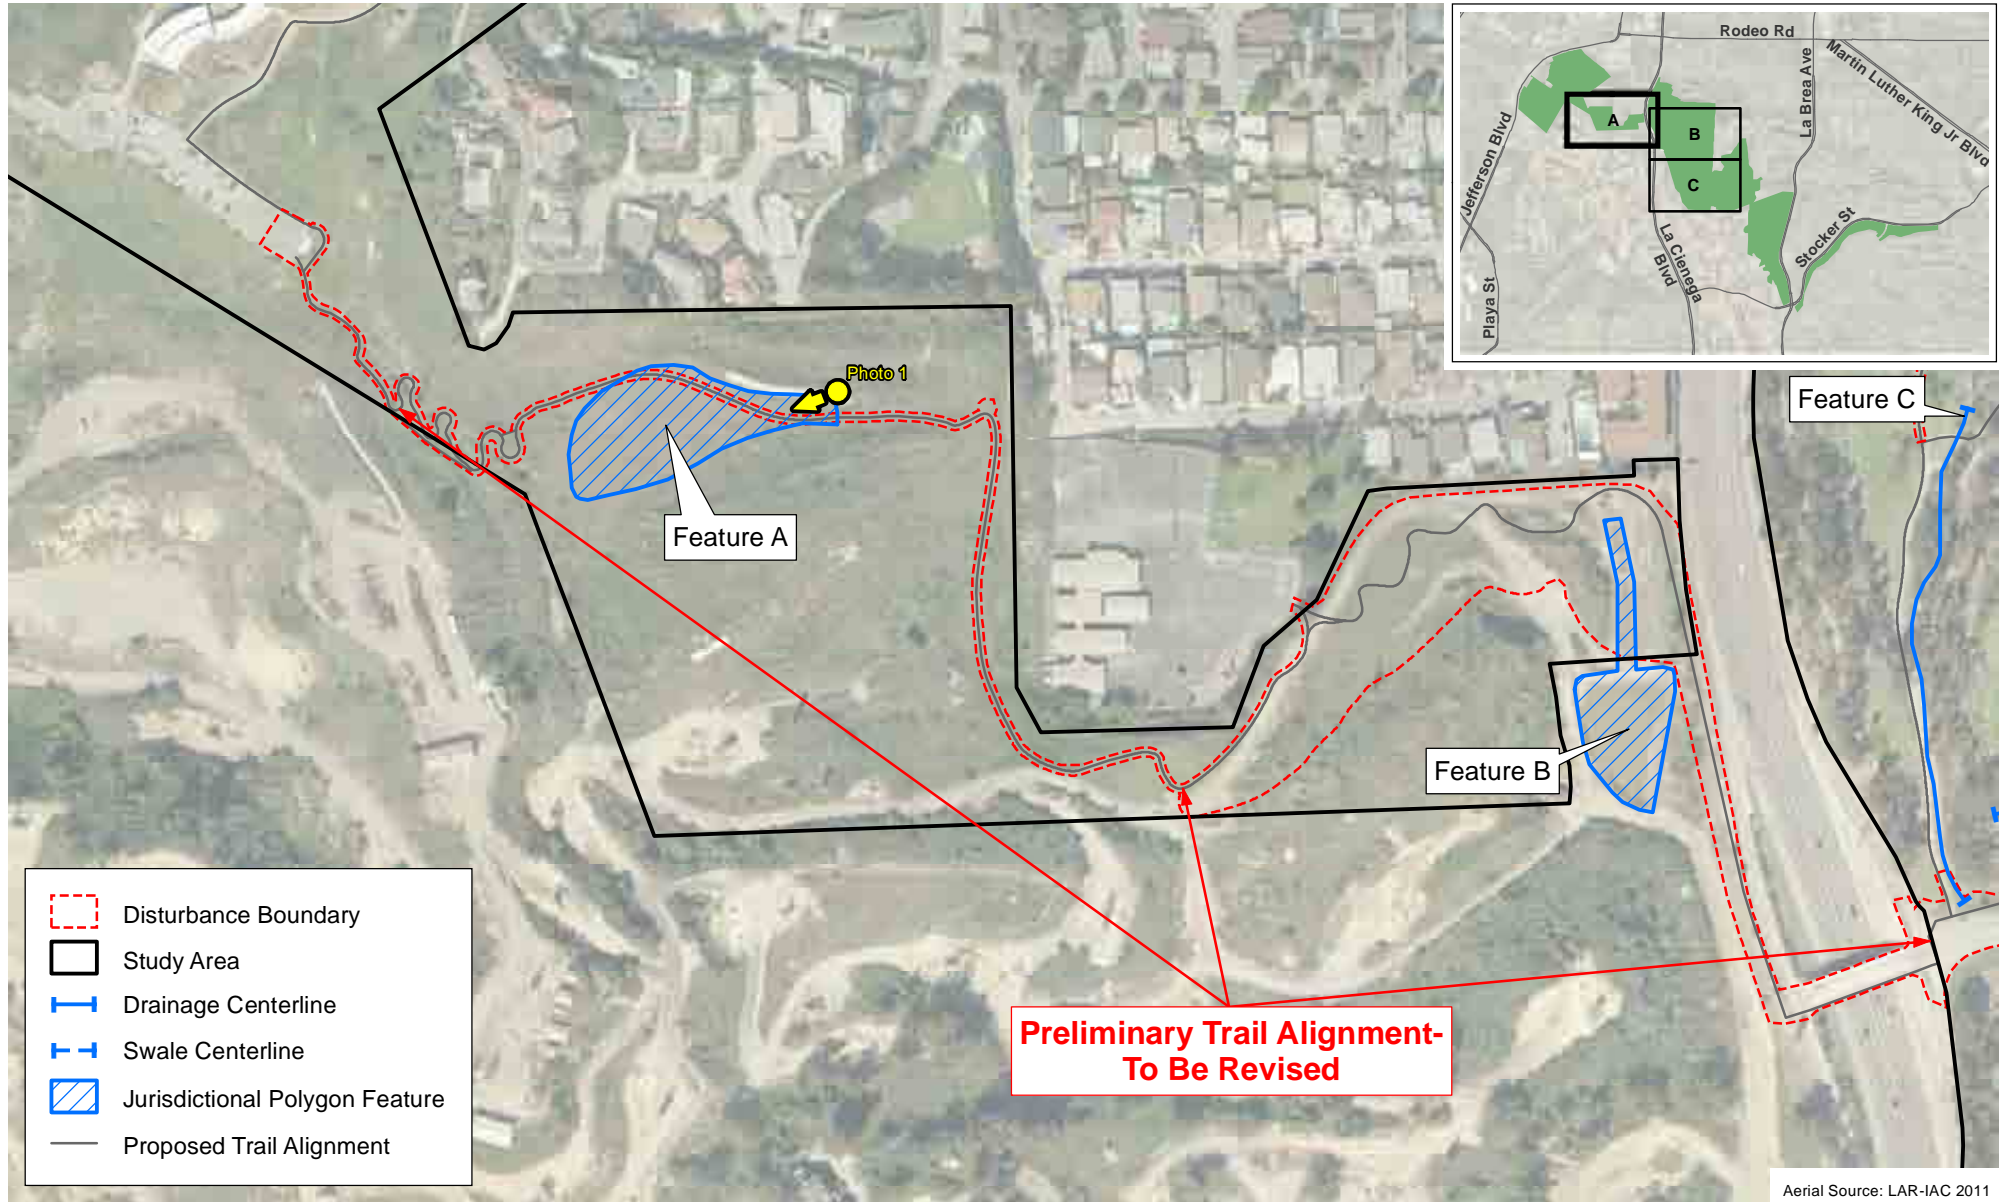 Rodeo Rd
Martin Luther King Jr Blvd
La Brea Ave
Jefferson Blvd
A
B
C
La Cienega
Blvd
Stocker St
Playa St
Photo 1
Feature C
Feature A
Feature B
Preliminary Trail Alignment-
To Be Revised
Disturbance Boundary
Study Area
Drainage Centerline
Swale Centerline
Jurisdictional Polygon Feature
Proposed Trail Alignment
Aerial Source: LAR-IAC 2011